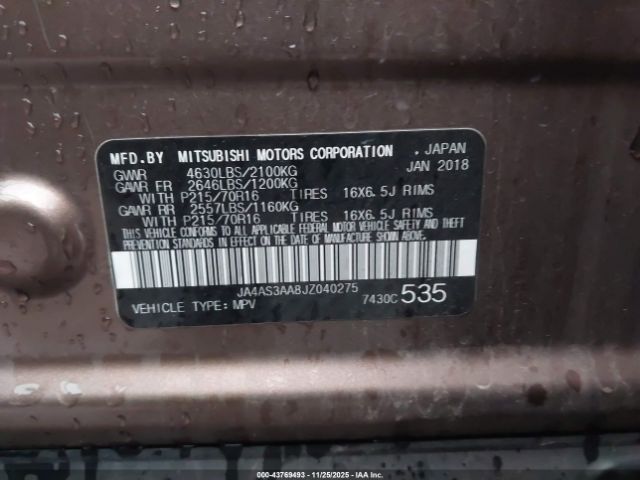 MFD.BY MITSUBISHI MOTORS CORPORATION . JAPAN
GVWR 4630LBS/2100KG JAN 2018
GAWR FR 2646LBS/1200KG
WITH P215/70R16 TIRES 16X6.5J RIMS
GAWR RR 2557LBS/1160KG
WITH P215/70R16 TIRES 16X6.5J RIMS
THIS VEHICLE CONFORMS TO ALL APPLICABLE FEDERAL MOTOR VEHICLE SAFETY AND THEFT
PREVENTION STANDARDS IN EFFECT ON THE DATE OF MANUFACTURE SHOWN ABOVE.
JA4AS3AA8JZ040275
VEHICLE TYPE: MPV 7430C 535
000-43769493 - 11/25/2025 - IAA Inc.